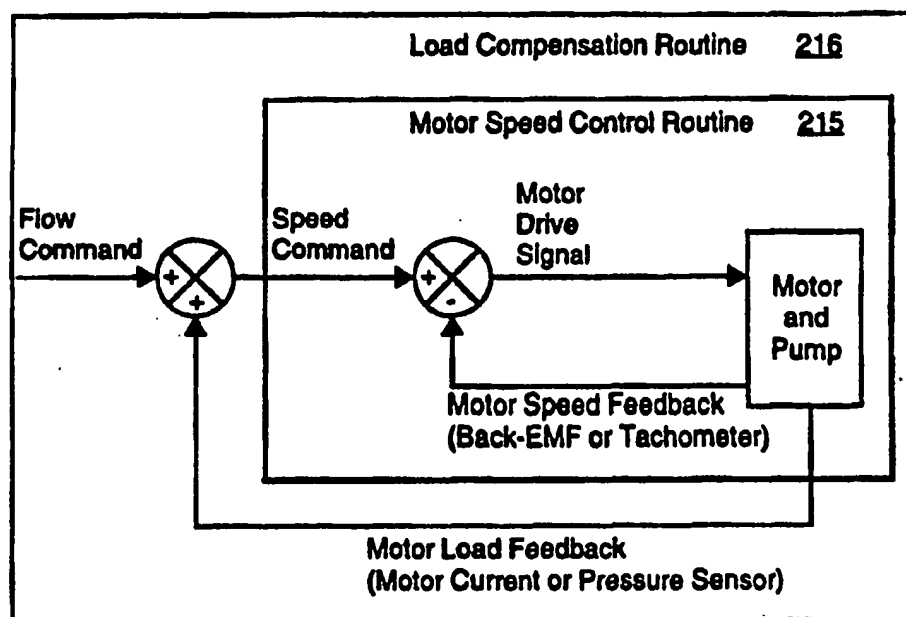 Load Compensation Routine 216
Motor Speed Control Routine 215
Flow
Command
+
+
Speed
Command
+
-
Motor
Drive
Signal
Motor
and
Pump
Motor Speed Feedback
(Back-EMF or Tachometer)
Motor Load Feedback
(Motor Current or Pressure Sensor)